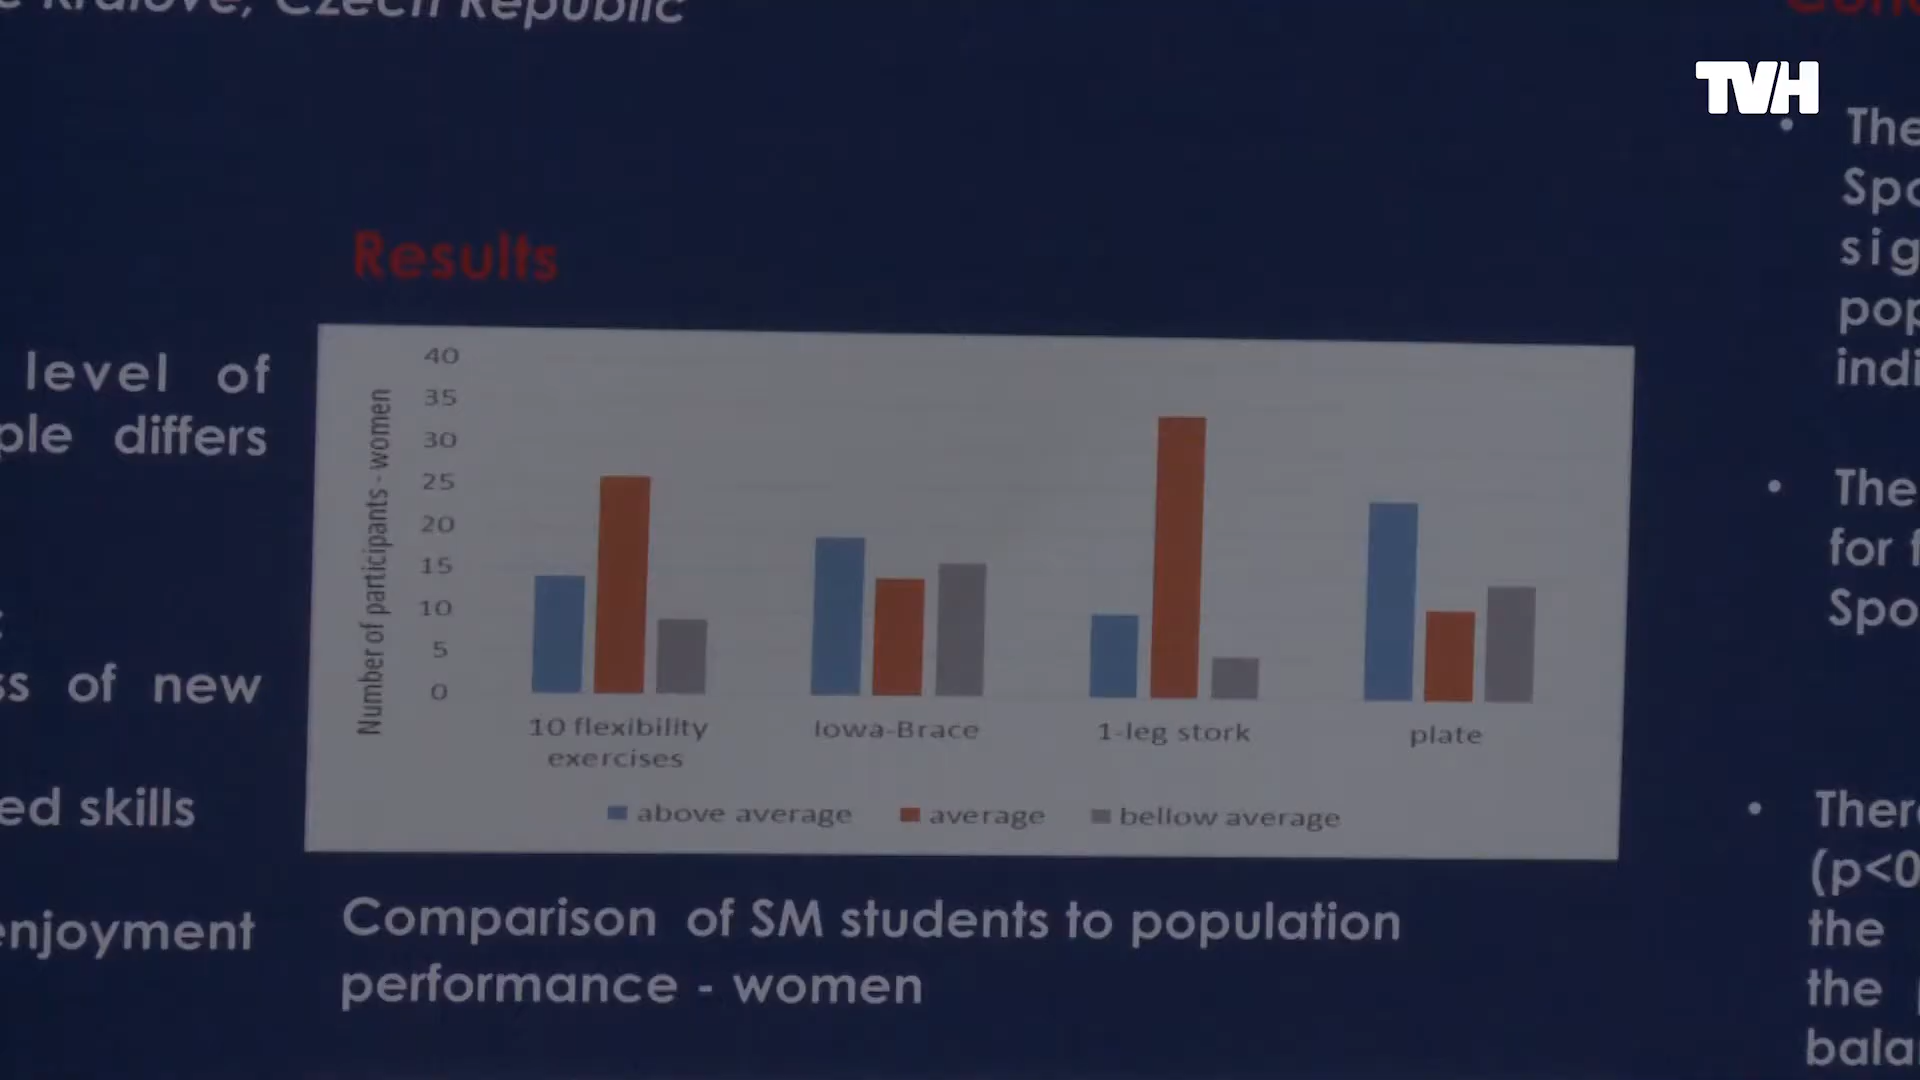 Kralove, Czech Republic
TVH
Results
level of
differs
of new
ed skills
enjoyment
40
35
30
25
20
15
10
5
0
Number of participants - women
10 flexibility
exercises
Iowa-Brace
1-leg stork
plate
above average
average
bellow average
Comparison of SM students to population
performance - women
The
Spo
sig
pop
indi
The
for f
Spo
There
(p<0
the
the
bala